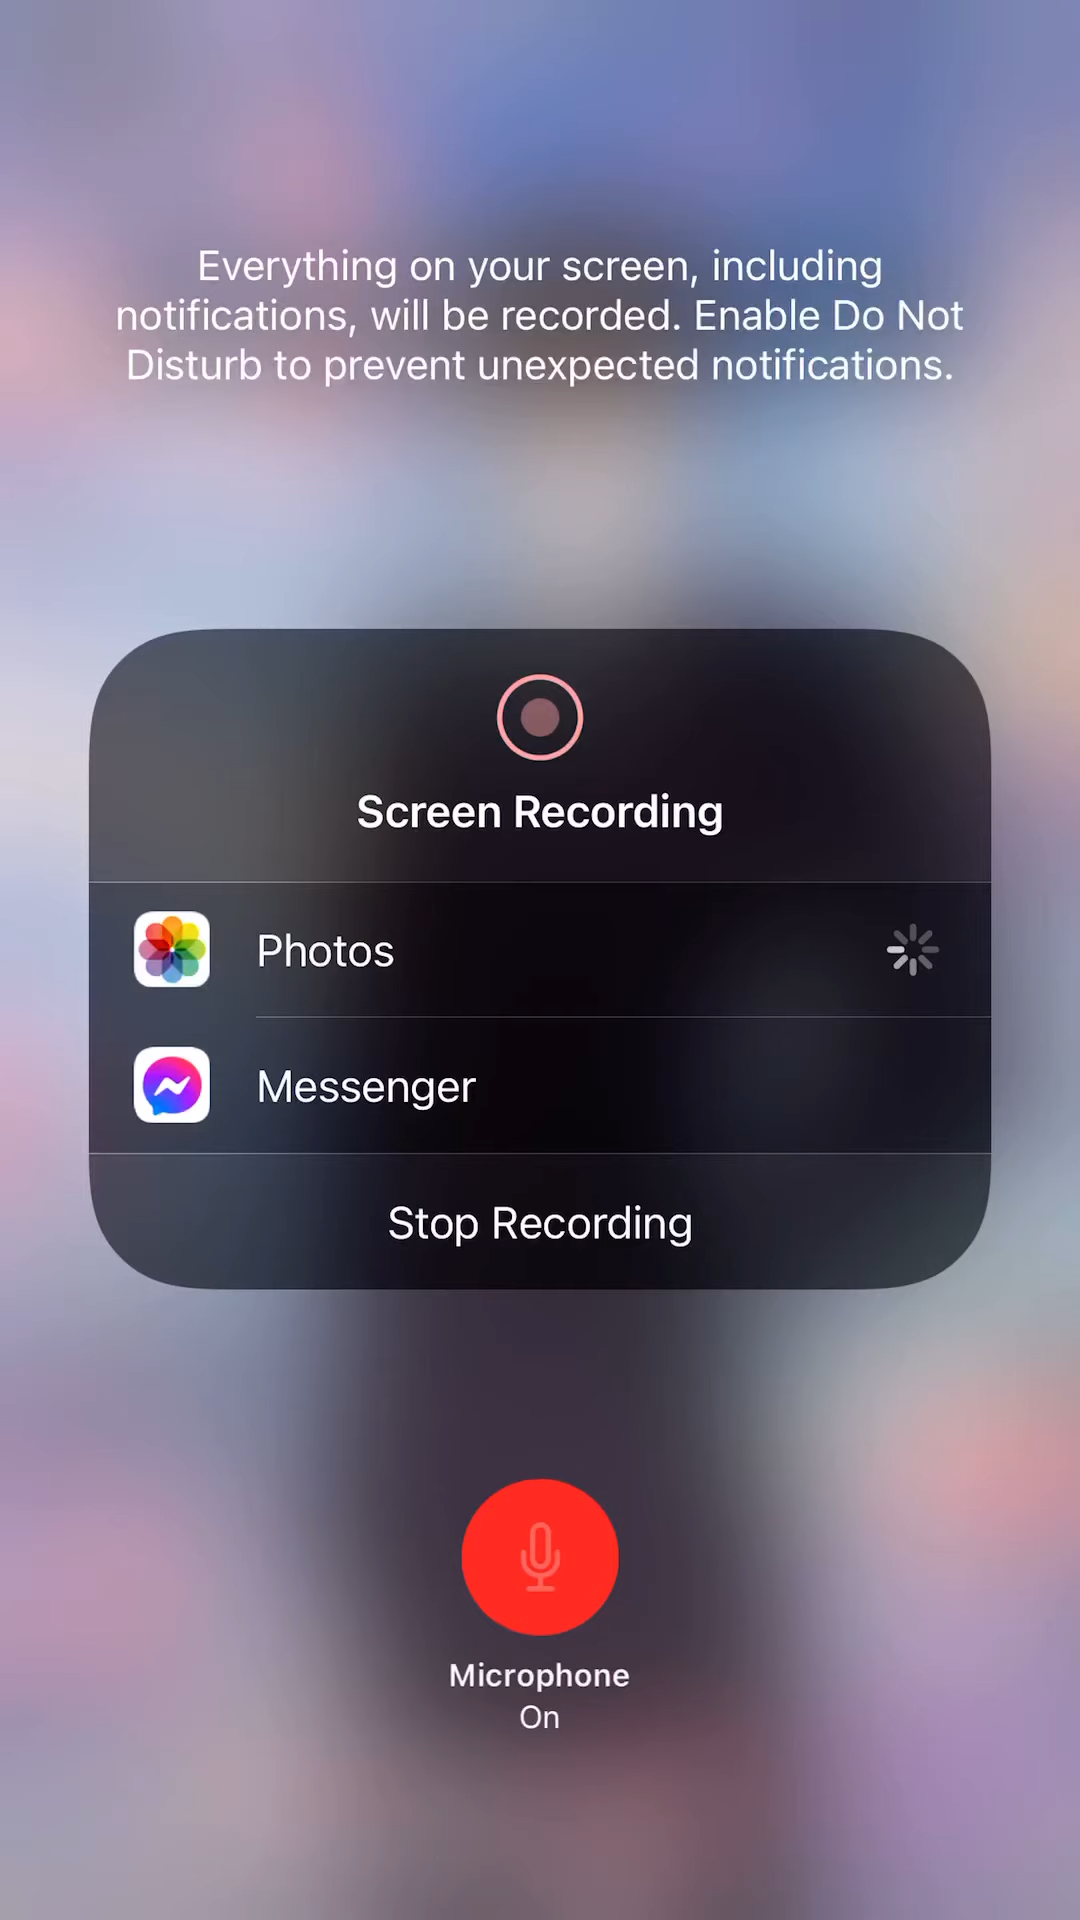 Everything on your screen, including
notifications, will be recorded. Enable Do Not
Disturb to prevent unexpected notifications.
Screen Recording
Photos
Messenger
Stop Recording
Microphone
On